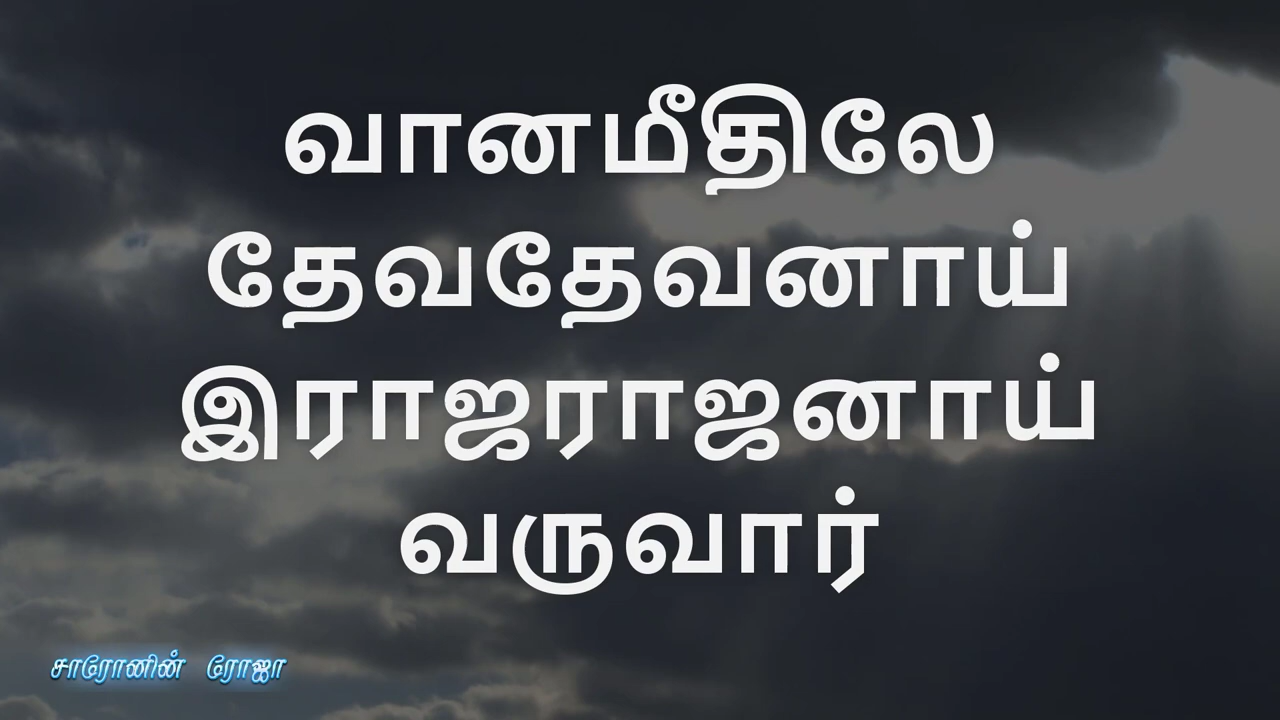 வானமீதிலே
தேவதேவனாய்
இராஜராஜனாய்
வருவார்
சாரோனின் ரோஜா